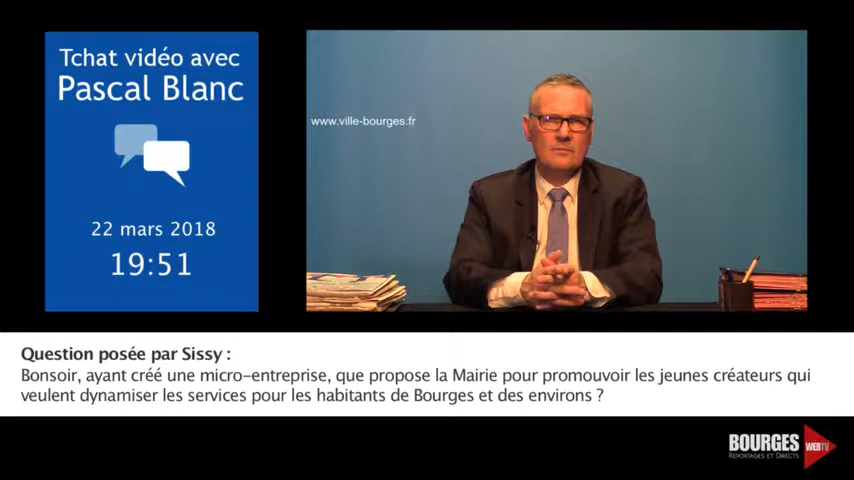 Tchat vidéo avec
Pascal Blanc
22 mars 2018
19:51
www.ville-bourges.fr
Question posée par Sissy :
Bonsoir, ayant créé une micro-entreprise, que propose la Mairie pour promouvoir les jeunes créateurs qui
veulent dynamiser les services pour les habitants de Bourges et des environs ?
BOURGES
WEBTV
REPORTAGES ET DIRECTS